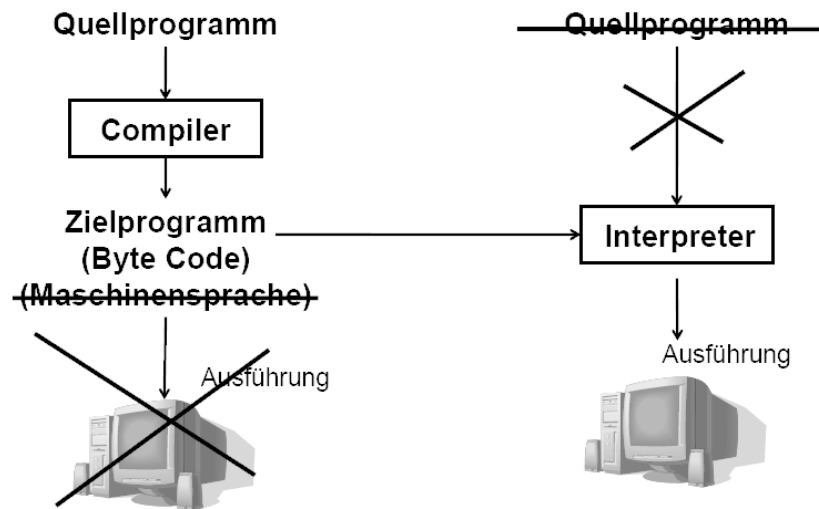 Quellprogramm
Compiler
Zielprogramm
(Byte Code)
(Maschinensprache)
Ausführung
Quellprogramm
Interpreter
Ausführung